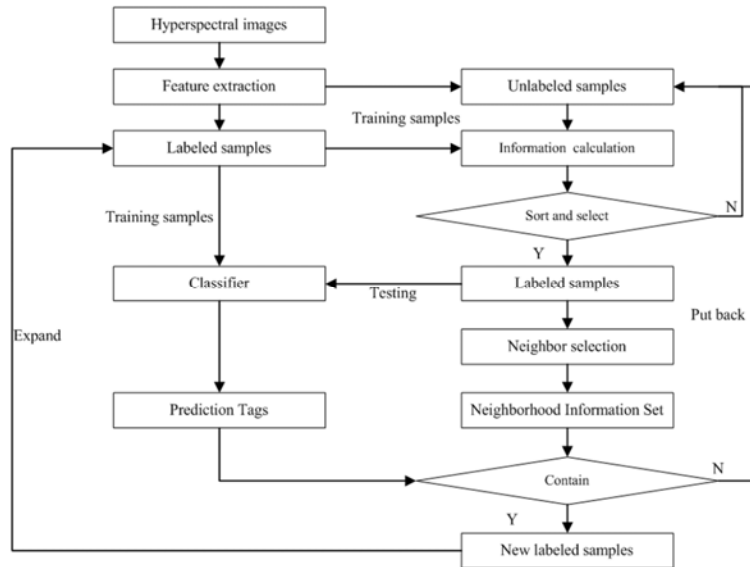 Hyperspectral images
Feature extraction
Unlabeled samples
Training samples
Labeled samples
Information calculation
N
Training samples
Sort and select
Y
Classifier
Testing
Labeled samples
Expand
Put back
Neighbor selection
Prediction Tags
Neighborhood Information Set
N
Contain
Y
New labeled samples